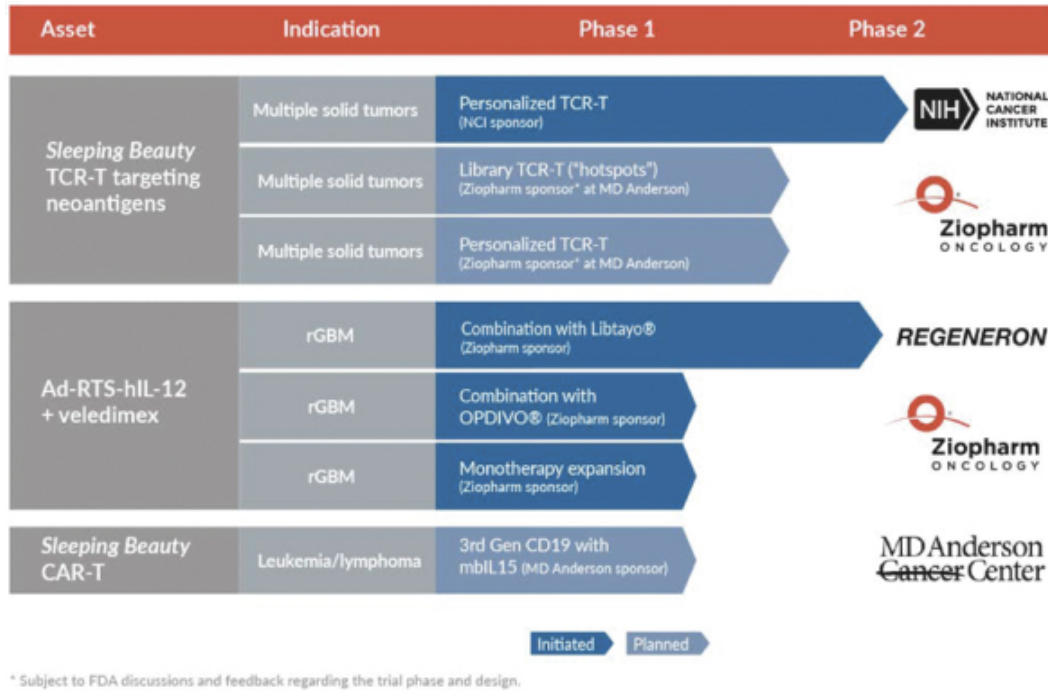 Asset Indication Phase 1 Phase 2
Sleeping Beauty
TCR-T targeting
neoantigens
Multiple solid tumors
Personalized TCR-T
(NCI sponsor)
NIH
NATIONAL
CANCER
INSTITUTE
Multiple solid tumors
Library TCR-T ("hotspots")
(Ziopharm sponsor* at MD Anderson)
Multiple solid tumors
Personalized TCR-T
(Ziopharm sponsor* at MD Anderson)
Ziopharm
ONCOLOGY
Ad-RTS-hIL-12
+ veledimex
rGBM
Combination with Libtayo®
(Ziopharm sponsor)
REGENERON
rGBM
Combination with
OPDIVO® (Ziopharm sponsor)
rGBM
Monotherapy expansion
(Ziopharm sponsor)
Ziopharm
ONCOLOGY
Sleeping Beauty
CAR-T
Leukemia/lymphoma
3rd Gen CD19 with
mbIL15 (MD Anderson sponsor)
MD Anderson
Cancer Center
Initiated Planned
* Subject to FDA discussions and feedback regarding the trial phase and design.